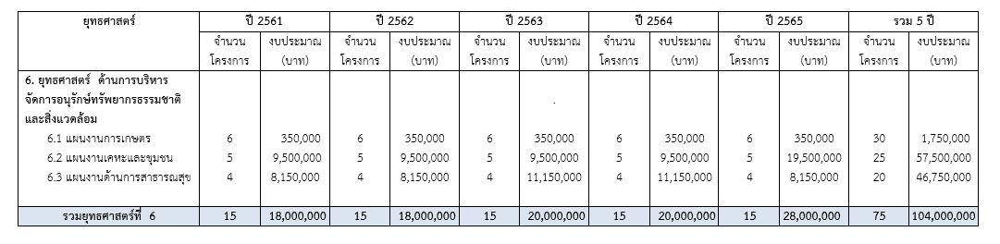 ยุทธศาสตร์ ปี 2561 ปี 2562 ปี 2563 ปี 2564 ปี 2565 รวม 5 ปี
จำนวน งบประมาณ จำนวน งบประมาณ จำนวน งบประมาณ จำนวน งบประมาณ จำนวน งบประมาณ จำนวน งบประมาณ
โครงการ (บาท) โครงการ (บาท) โครงการ (บาท) โครงการ (บาท) โครงการ (บาท) โครงการ (บาท)
6. ยุทธศาสตร์ ด้านการบริหาร
จัดการอนุรักษ์ทรัพยากรธรรมชาติ
และสิ่งแวดล้อม
6.1 แผนงานการเกษตร 6 350,000 6 350,000 6 350,000 6 350,000 6 350,000 30 1,750,000
6.2 แผนงานเคหะและชุมชน 5 9,500,000 5 9,500,000 5 9,500,000 5 9,500,000 5 19,500,000 25 57,500,000
6.3 แผนงานด้านการสาธารณสุข 4 8,150,000 4 8,150,000 4 11,150,000 4 11,150,000 4 8,150,000 20 46,750,000
รวมยุทธศาสตร์ที่ 6 15 18,000,000 15 18,000,000 15 20,000,000 15 20,000,000 15 28,000,000 75 104,000,000